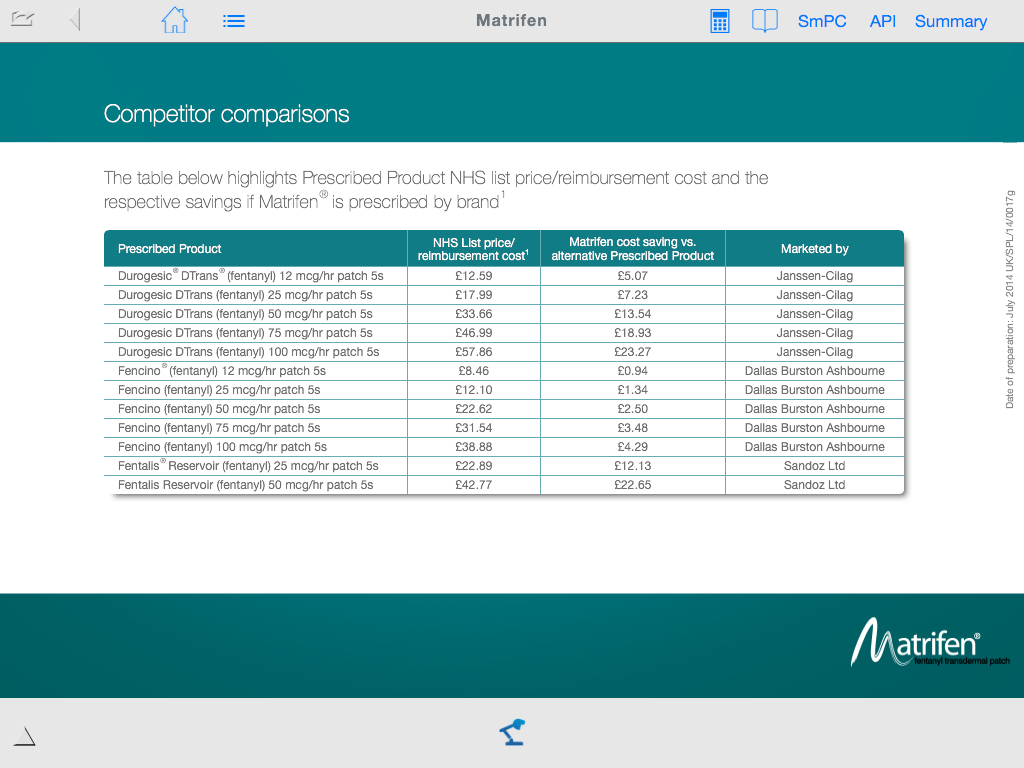 Matrifen
SmPC API Summary
Competitor comparisons
The table below highlights Prescribed Product NHS list price/reimbursement cost and the
respective savings if Matrifen® is prescribed by brand1
Prescribed Product NHS List price/ reimbursement cost1 Matrifen cost saving vs. alternative Prescribed Product Marketed by
Durogesic® DTrans® (fentanyl) 12 mcg/hr patch 5s £12.59 £5.07 Janssen-Cilag
Durogesic DTrans (fentanyl) 25 mcg/hr patch 5s £17.99 £7.23 Janssen-Cilag
Durogesic DTrans (fentanyl) 50 mcg/hr patch 5s £33.66 £13.54 Janssen-Cilag
Durogesic DTrans (fentanyl) 75 mcg/hr patch 5s £46.99 £18.93 Janssen-Cilag
Durogesic DTrans (fentanyl) 100 mcg/hr patch 5s £57.86 £23.27 Janssen-Cilag
Fencino® (fentanyl) 12 mcg/hr patch 5s £8.46 £0.94 Dallas Burston Ashbourne
Fencino (fentanyl) 25 mcg/hr patch 5s £12.10 £1.34 Dallas Burston Ashbourne
Fencino (fentanyl) 50 mcg/hr patch 5s £22.62 £2.50 Dallas Burston Ashbourne
Fencino (fentanyl) 75 mcg/hr patch 5s £31.54 £3.48 Dallas Burston Ashbourne
Fencino (fentanyl) 100 mcg/hr patch 5s £38.88 £4.29 Dallas Burston Ashbourne
Fentalis® Reservoir (fentanyl) 25 mcg/hr patch 5s £22.89 £12.13 Sandoz Ltd
Fentalis Reservoir (fentanyl) 50 mcg/hr patch 5s £42.77 £22.65 Sandoz Ltd
Date of preparation: July 2014 UK/SPL/14/0017g
Matrifen®
fentanyl transdermal patch